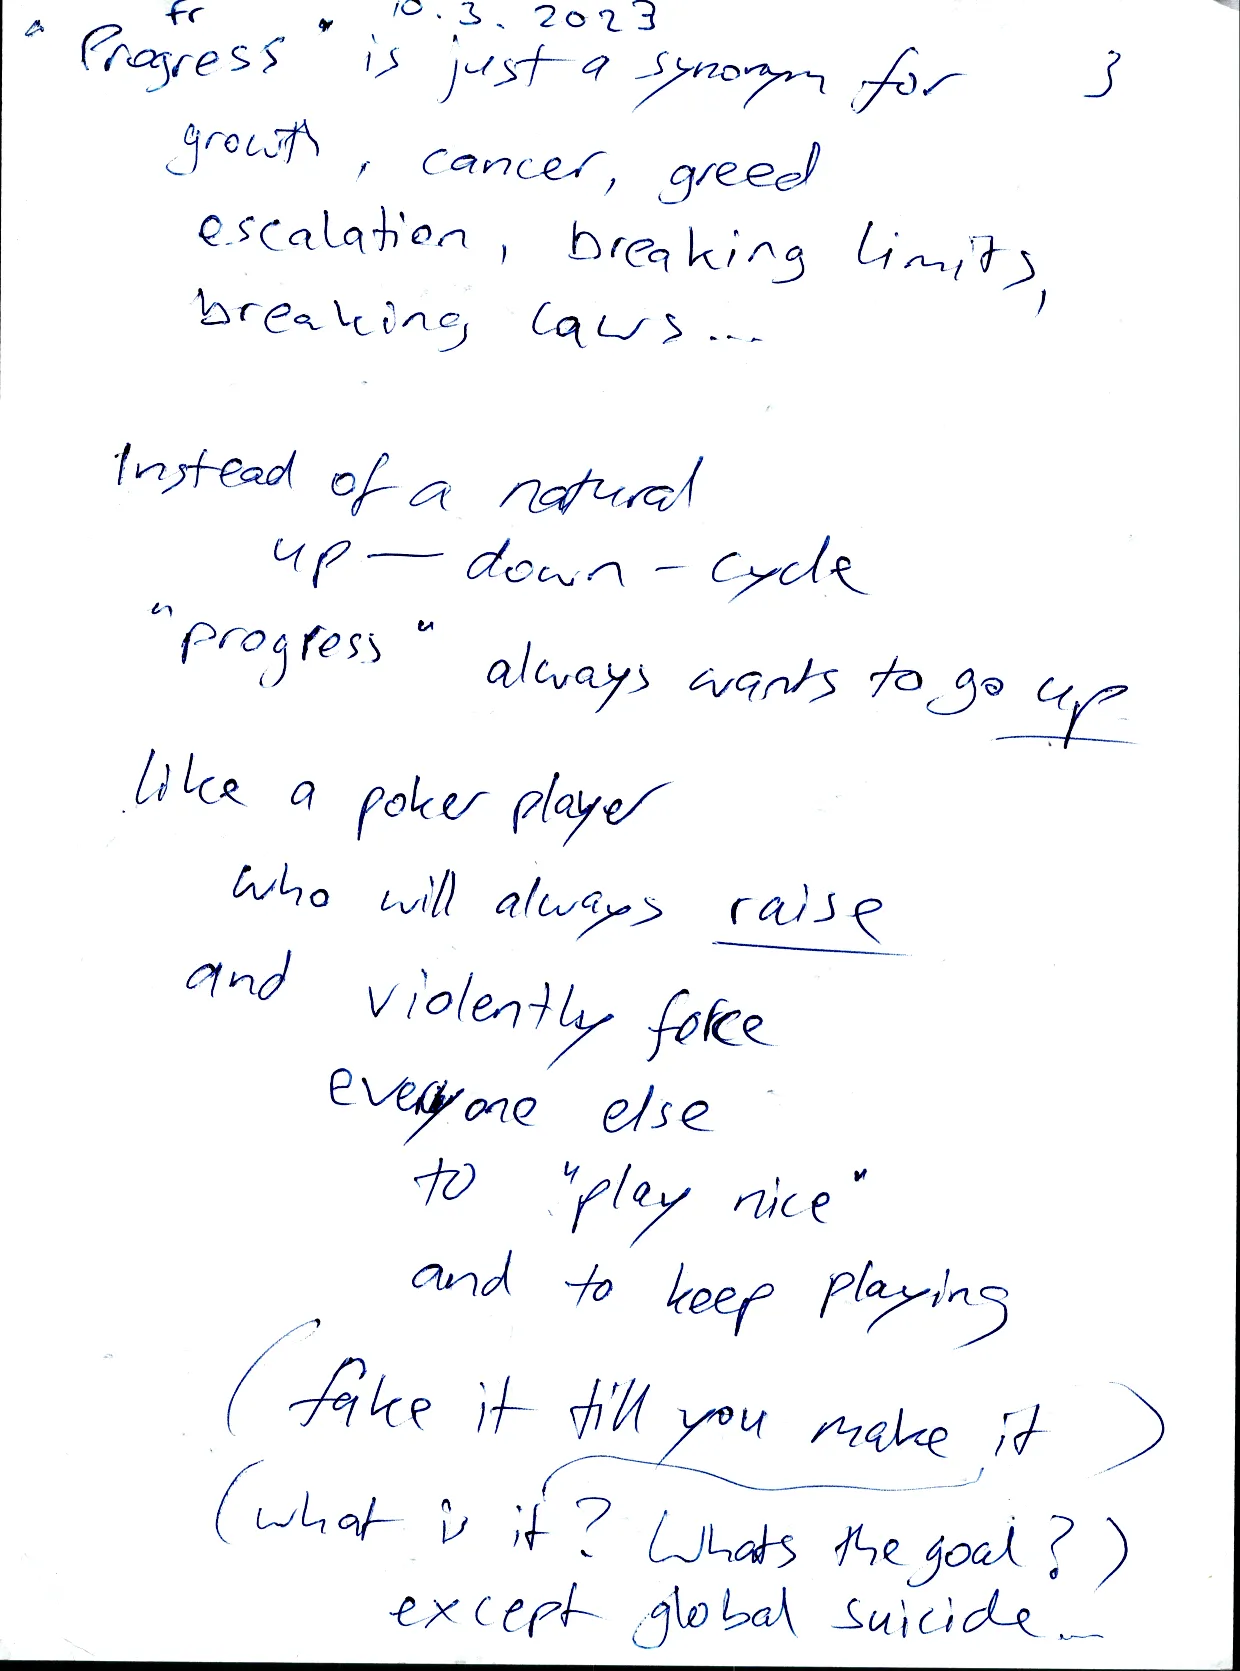 fr 10.3.2023
"Progress" is just a synonym for 3
growth, cancer, greed
escalation, breaking limits,
breaking laws...
Instead of a natural
up — down - cycle
"progress" always wants to go up
like a poker player
who will always raise
and violently force
everyone else
to "play nice"
and to keep playing
(fake it till you make it)
(what is it? Whats the goal?)
except global suicide...